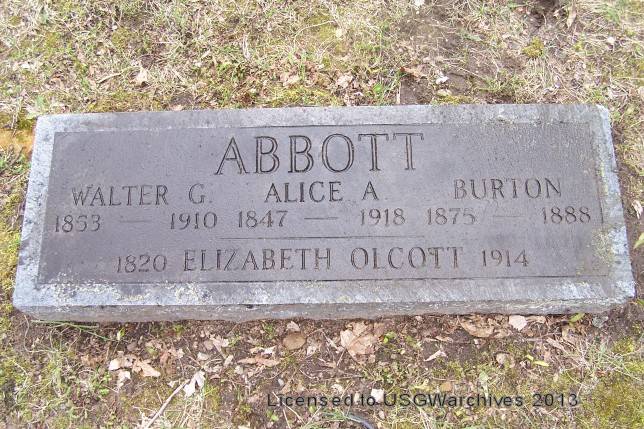 ABBOTT
WALTER G. ALICE A. BURTON
1853 — 1910 1847 — 1918 1875 — 1888
1820 ELIZABETH OLCOTT 1914
Licensed to USGWarchives 2013